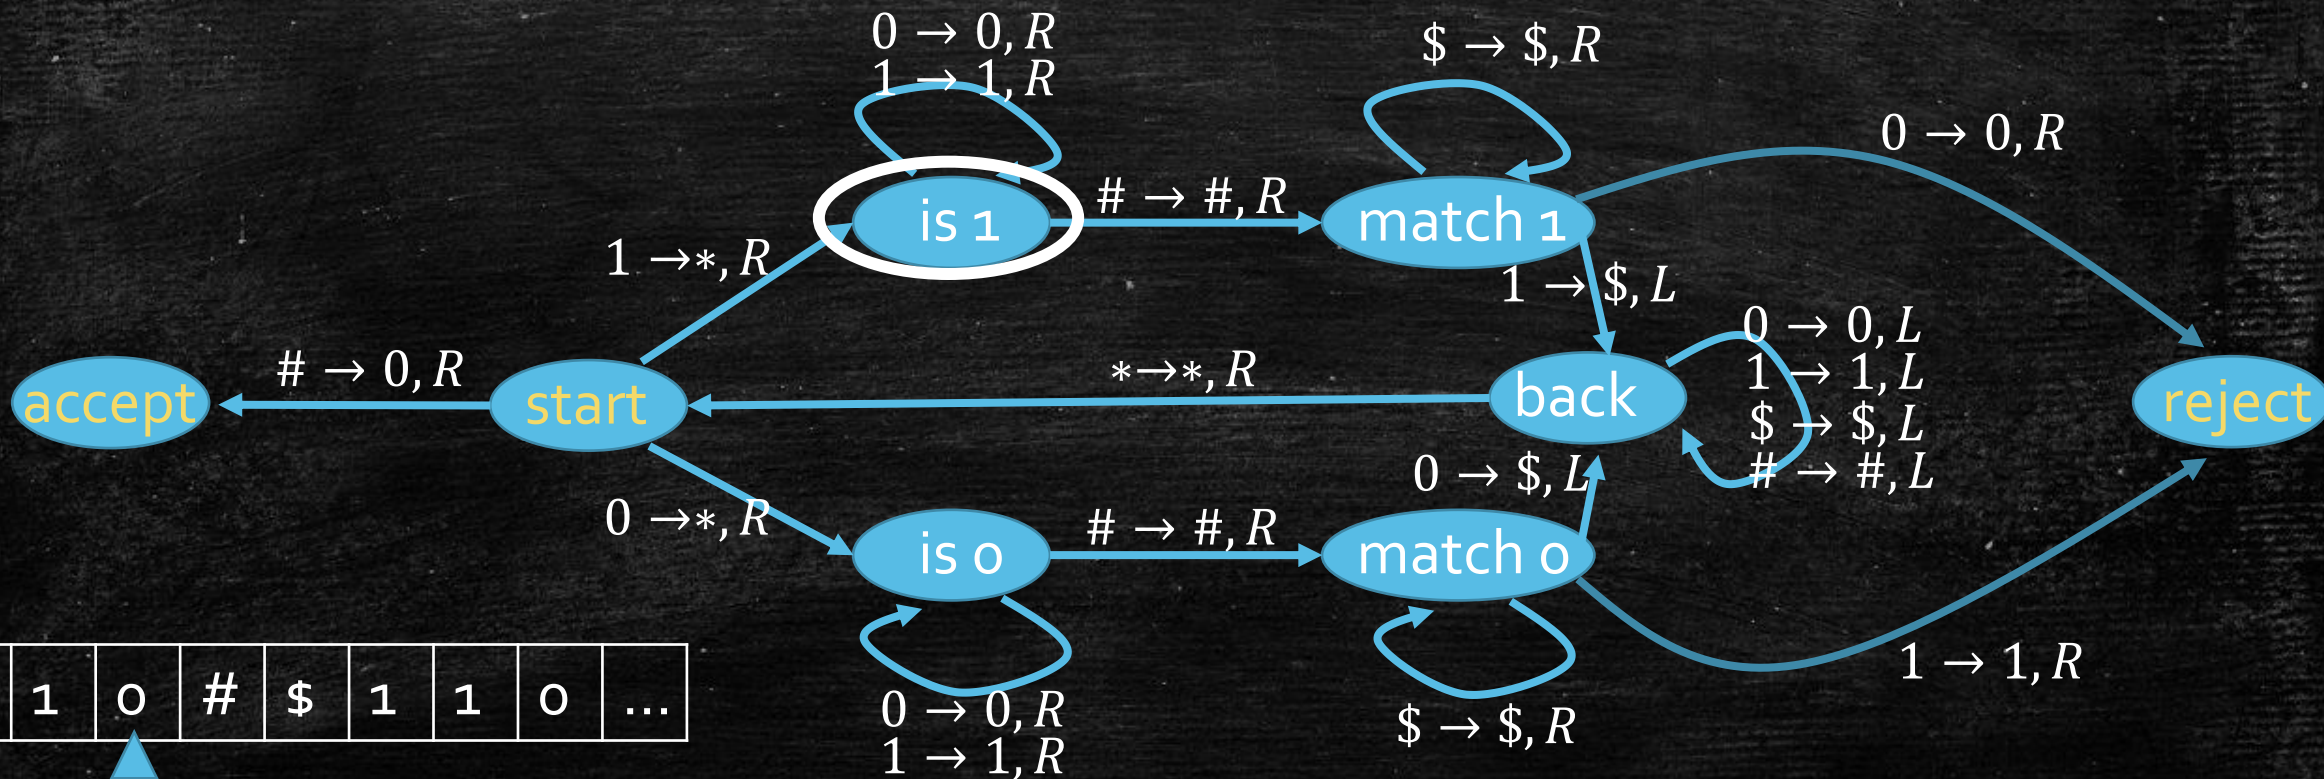 0 → 0, R
1 → 1, R
$ → $, R
0 → 0, R
is 1
# → #, R
match 1
1 →*, R
1 → $, L
0 → 0, L
1 → 1, L
$ → $, L
# → #, L
accept
# → 0, R
start
*→*, R
back
reject
0 → $, L
0 →*, R
is 0
# → #, R
match 0
1 → 1, R
0 → 0, R
1 → 1, R
$ → $, R
1 0 # $ 1 1 0 ...